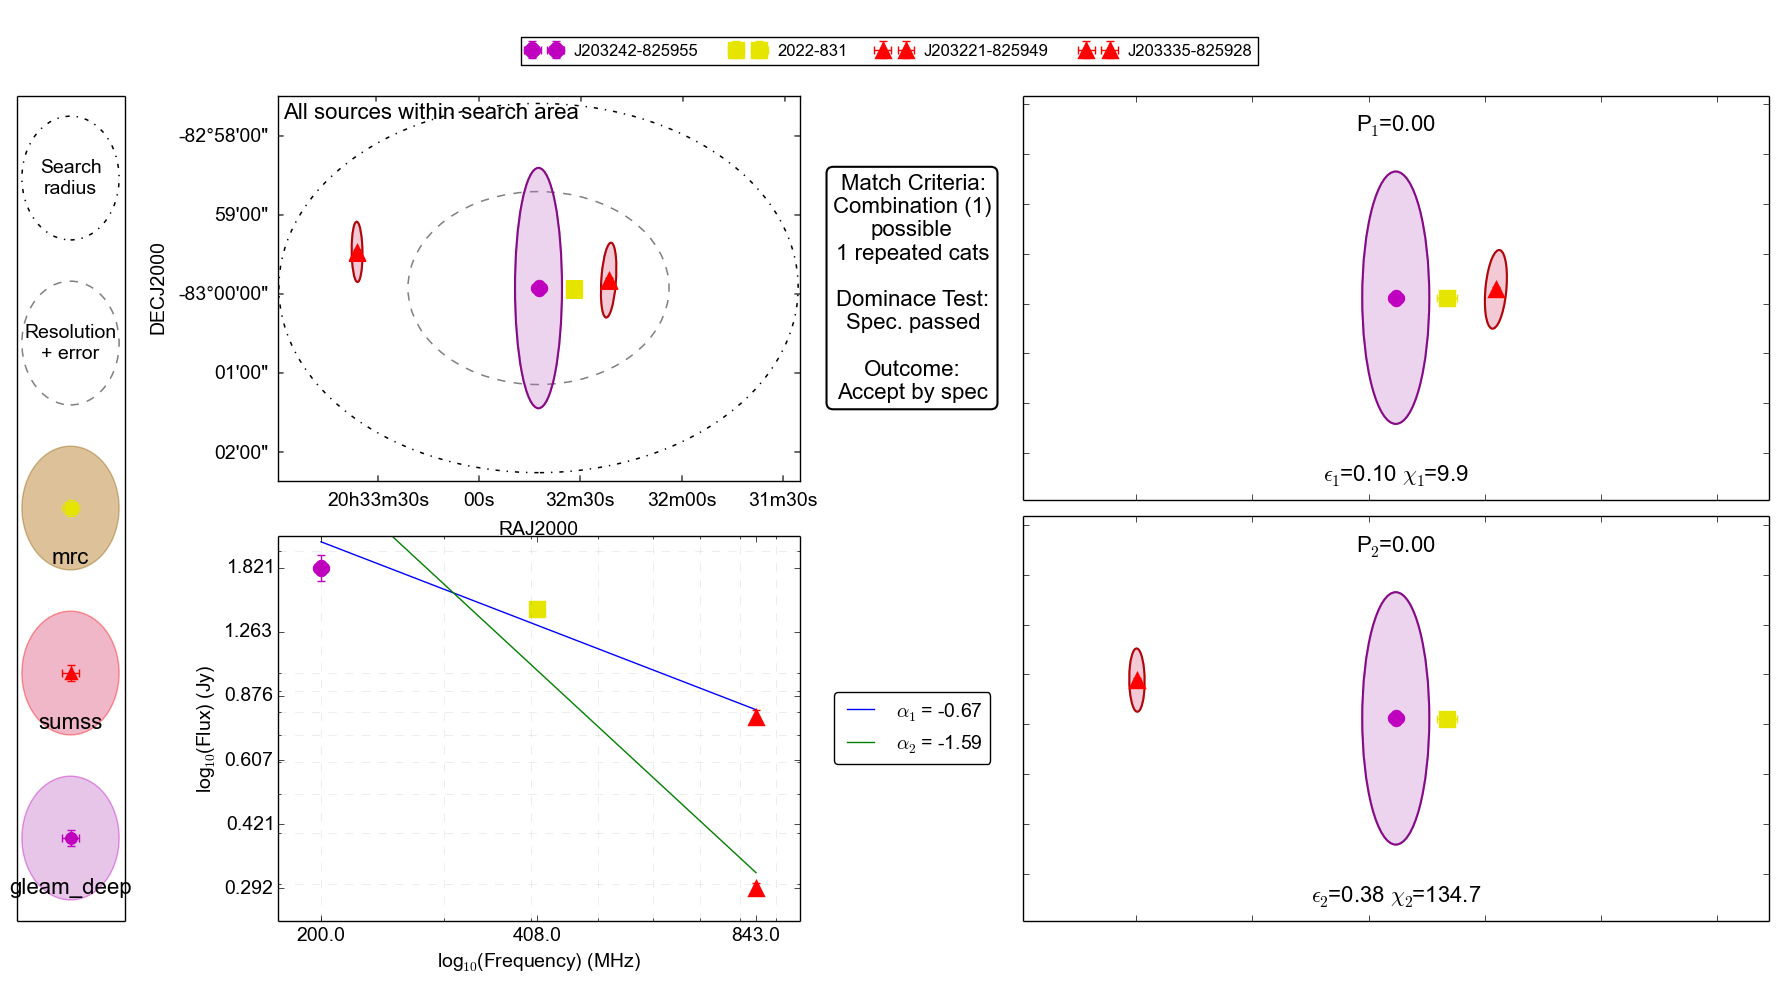 J203242-825955 2022-831 J203221-825949 J203335-825928
Search
radius
Resolution
+ error
mrc
sumss
gleam_deep
All sources within search area
DECJ2000
-82°58'00"
59'00"
-83°00'00"
01'00"
02'00"
20h33m30s 00s 32m30s 32m00s 31m30s
RAJ2000
Match Criteria:
Combination (1)
possible
1 repeated cats
Dominace Test:
Spec. passed
Outcome:
Accept by spec
P₁=0.00
ϵ₁=0.10 χ₁=9.9
log₁₀(Flux) (Jy)
1.821
1.263
0.876
0.607
0.421
0.292
200.0 408.0 843.0
log₁₀(Frequency) (MHz)
α₁ = -0.67
α₂ = -1.59
P₂=0.00
ϵ₂=0.38 χ₂=134.7